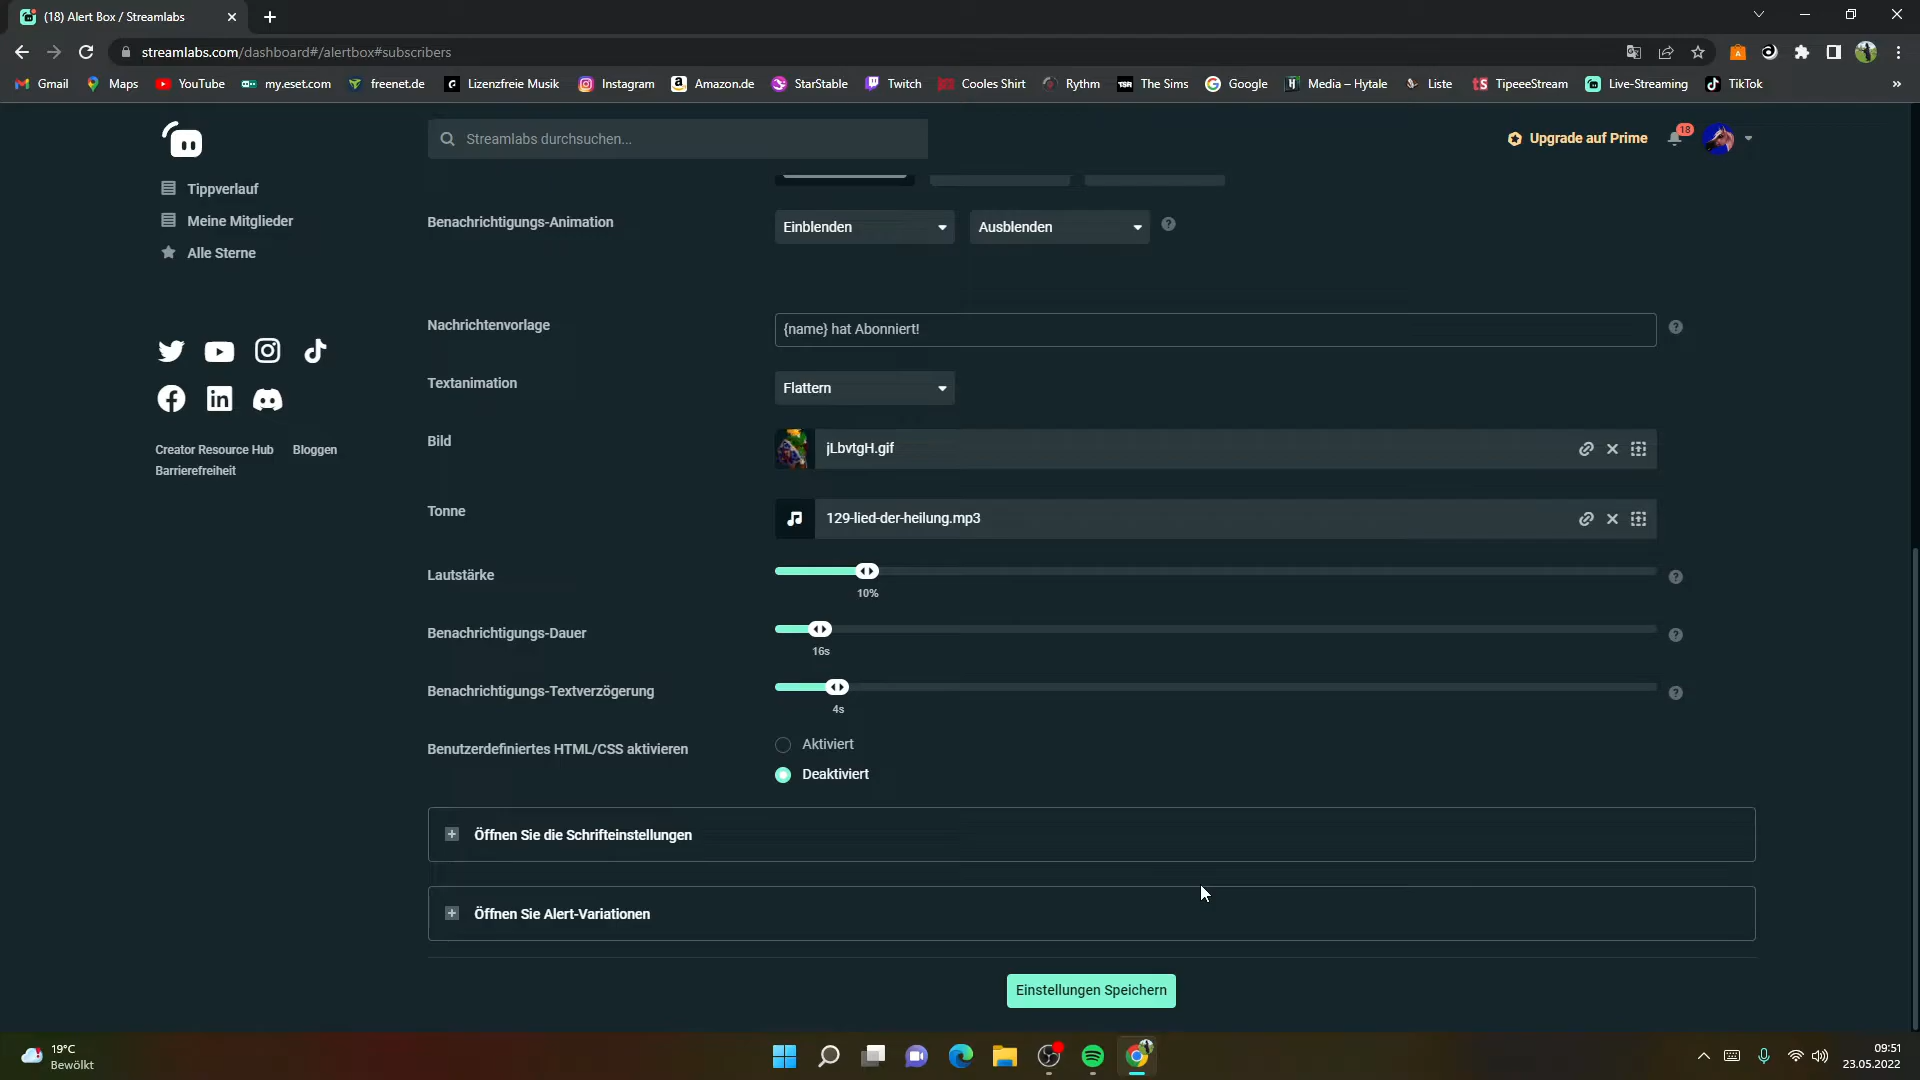 (18) Alert Box / Streamlabs
streamlabs.com/dashboard#/alertbox#subscribers
Gmail Maps YouTube my.eset.com freenet.de Lizenzfreie Musik Instagram Amazon.de StarStable Twitch Cooles Shirt Rythm The Sims Google Media – Hytale Liste TipeeeStream Live-Streaming TikTok »
Streamlabs durchsuchen...
Upgrade auf Prime
18
Tippverlauf
Meine Mitglieder
Alle Sterne
Creator Resource Hub Bloggen
Barrierefreiheit
Benachrichtigungs-Animation
Einblenden
Ausblenden
Nachrichtenvorlage
{name} hat Abonniert!
Textanimation
Flattern
Bild
jLbvtgH.gif
Tonne
129-lied-der-heilung.mp3
Lautstärke
10%
Benachrichtigungs-Dauer
16s
Benachrichtigungs-Textverzögerung
4s
Benutzerdefiniertes HTML/CSS aktivieren
Aktiviert
Deaktiviert
Öffnen Sie die Schrifteinstellungen
Öffnen Sie Alert-Variationen
Einstellungen Speichern
19°C
Bewölkt
09:51
23.05.2022